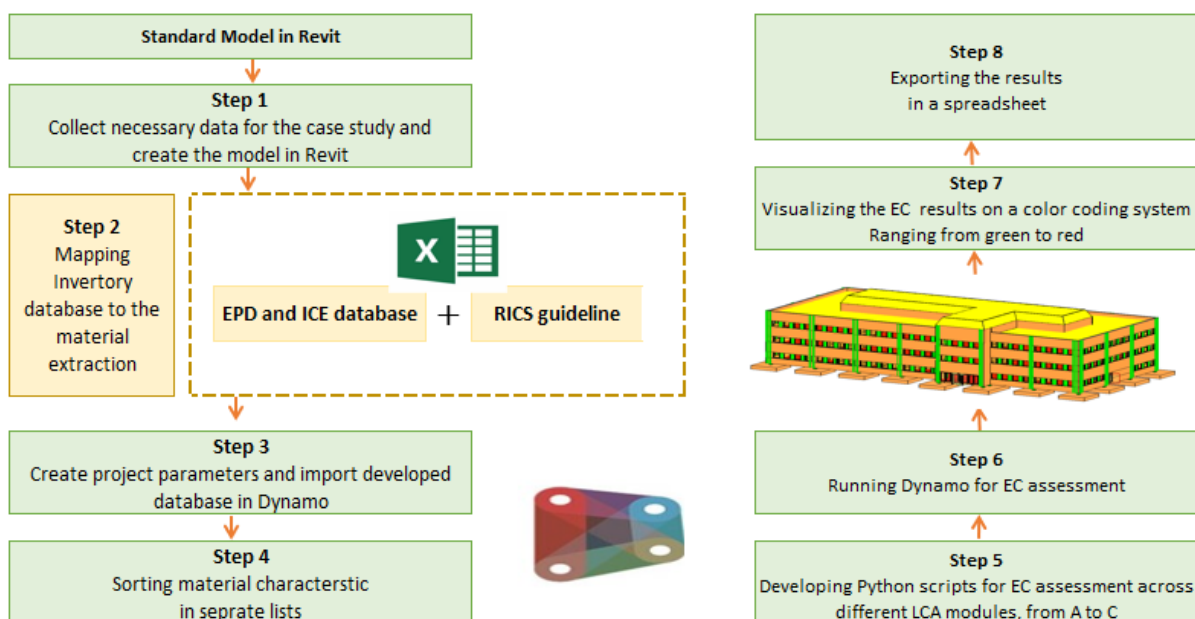 Standard Model in Revit
Step 1
Collect necessary data for the case study and
create the model in Revit
Step 2
Mapping
Invertory
database to the
material
extraction
X
EPD and ICE database + RICS guideline
Step 3
Create project parameters and import developed
database in Dynamo
Step 4
Sorting material characterstic
in seprate lists
Step 8
Exporting the results
in a spreadsheet
Step 7
Visualizing the EC results on a color coding system
Ranging from green to red
Step 6
Running Dynamo for EC assessment
Step 5
Developing Python scripts for EC assessment across
different LCA modules, from A to C